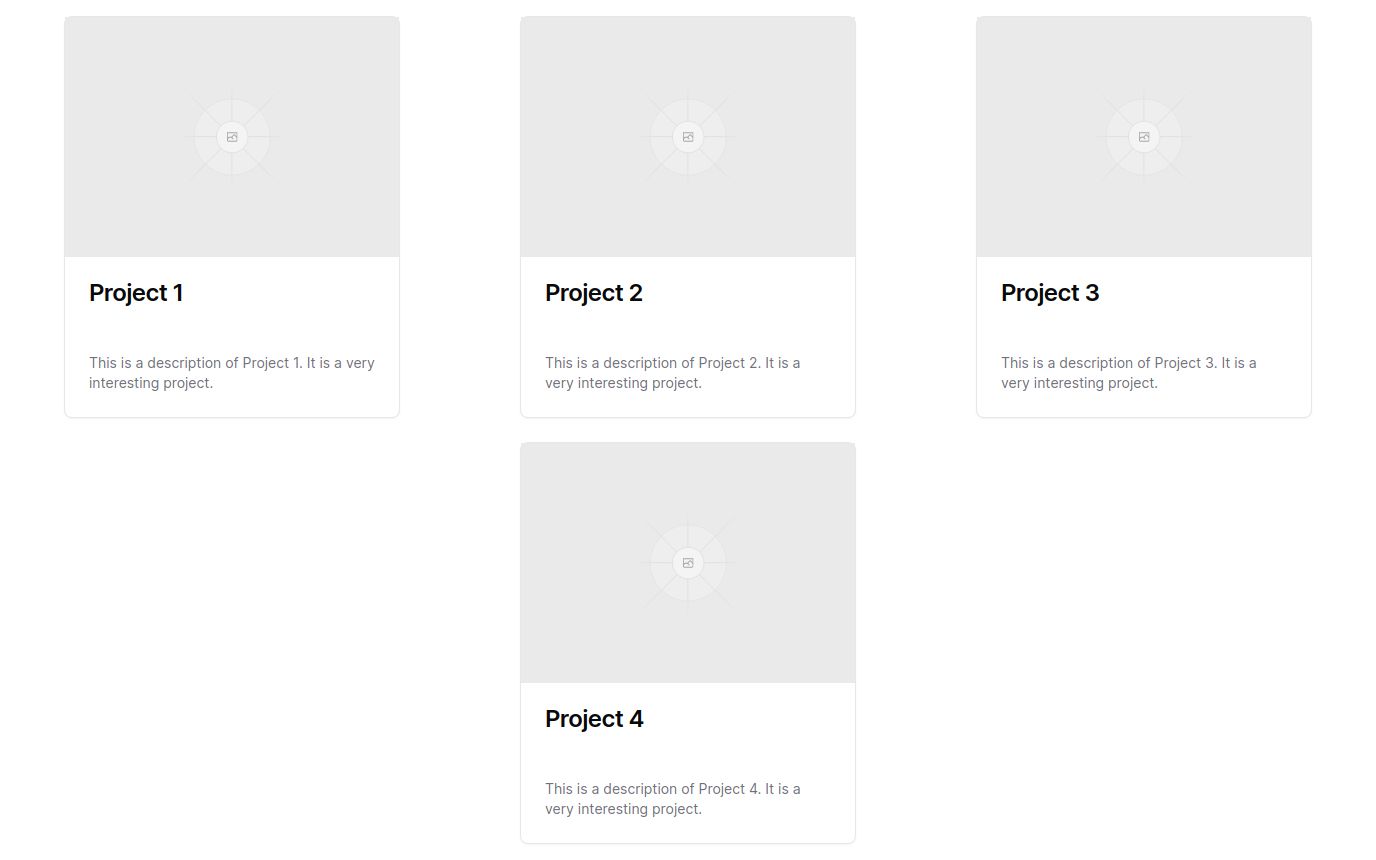 Project 1
This is a description of Project 1. It is a very
interesting project.
Project 2
This is a description of Project 2. It is a
very interesting project.
Project 3
This is a description of Project 3. It is a
very interesting project.
Project 4
This is a description of Project 4. It is a
very interesting project.